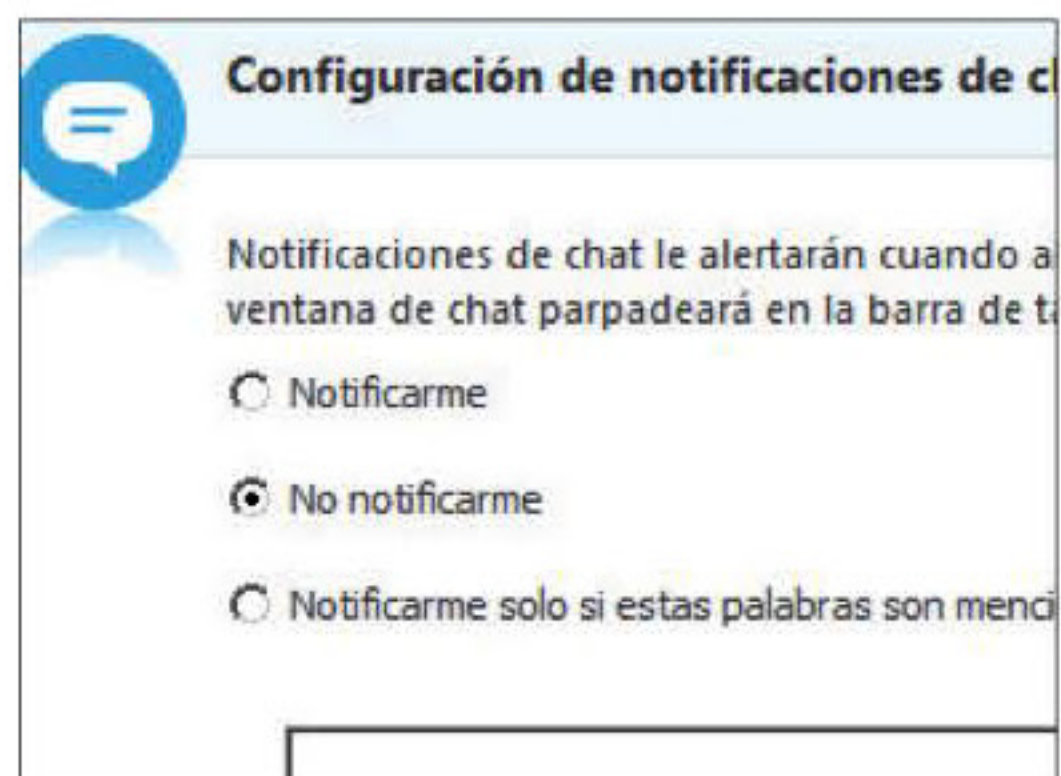 Configuración de notificaciones de
Notificaciones de chat le alertarán cuando a
ventana de chat parpadeará en la barra de
Notificarme
No notificarme
Notificarme solo si estas palabras son menci